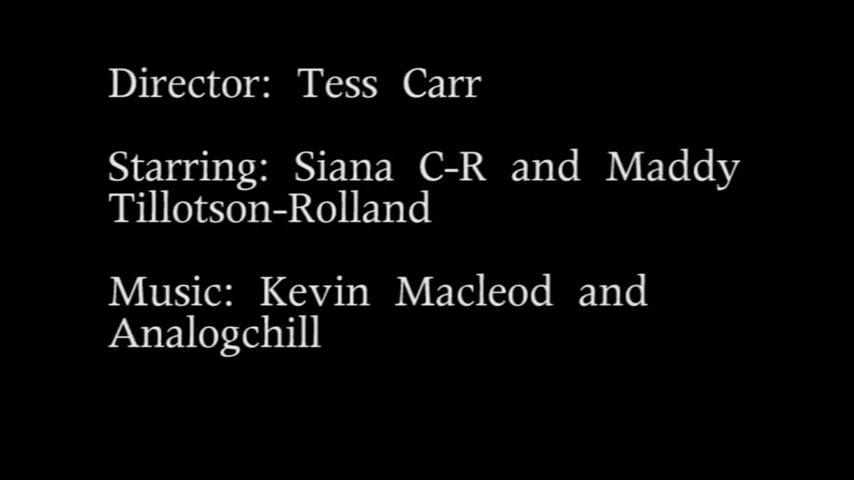 Director: Tess Carr
Starring: Siana C-R and Maddy
Tillotson-Rolland
Music: Kevin Macleod and
Analogchill